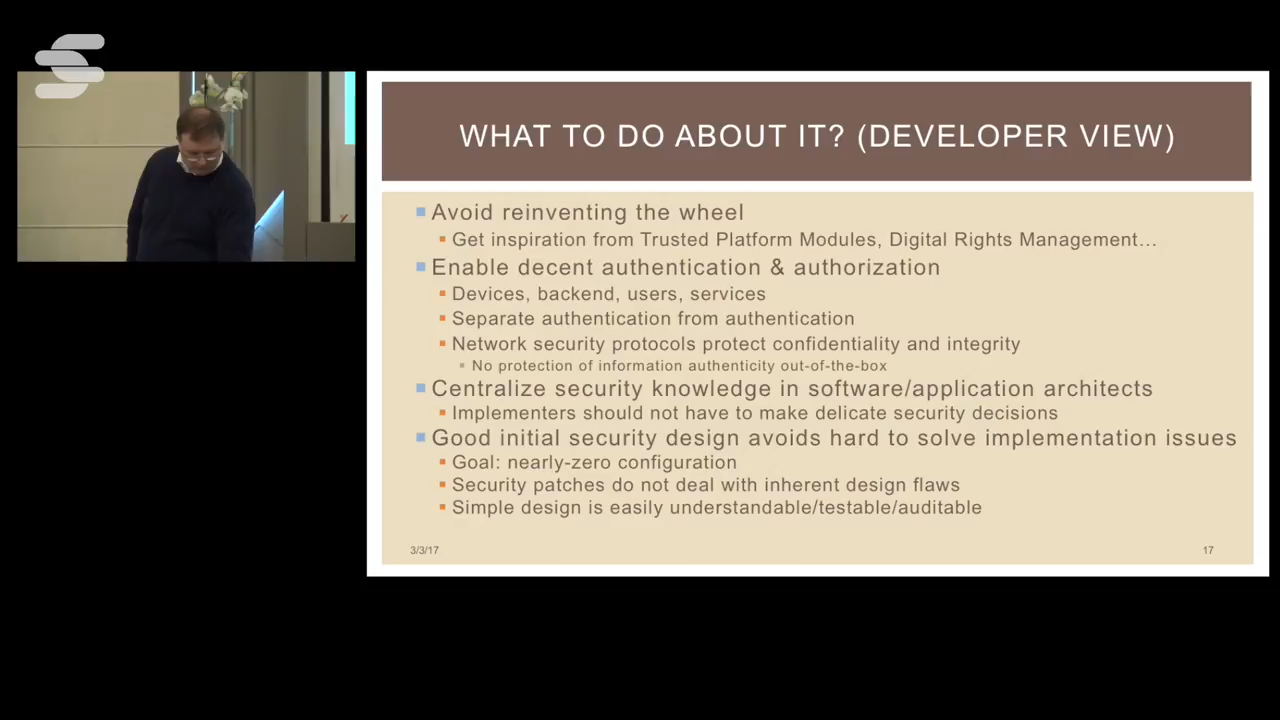 WHAT TO DO ABOUT IT? (DEVELOPER VIEW)
Avoid reinventing the wheel
Get inspiration from Trusted Platform Modules, Digital Rights Management...
Enable decent authentication & authorization
Devices, backend, users, services
Separate authentication from authentication
Network security protocols protect confidentiality and integrity
No protection of information authenticity out-of-the-box
Centralize security knowledge in software/application architects
Implementers should not have to make delicate security decisions
Good initial security design avoids hard to solve implementation issues
Goal: nearly-zero configuration
Security patches do not deal with inherent design flaws
Simple design is easily understandable/testable/auditable
3/3/17
17